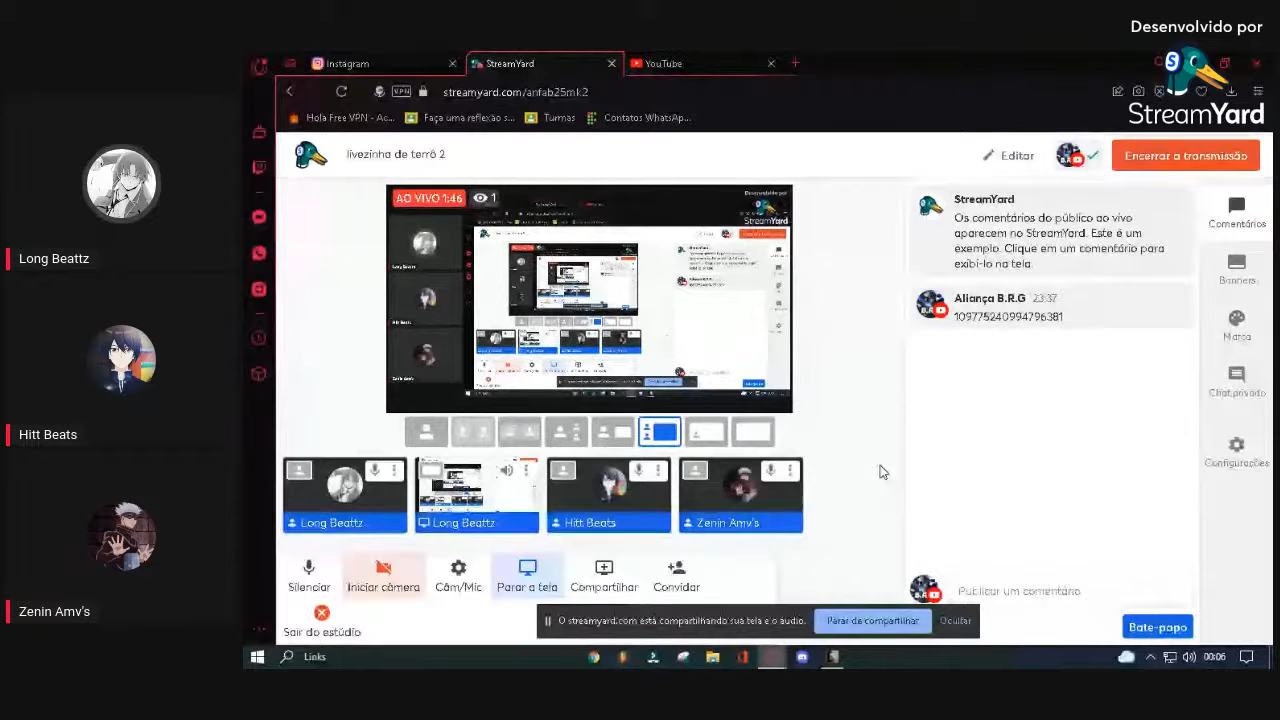 Desenvolvido por
StreamYard
Instagram
StreamYard
YouTube
VPN
streamyard.com/anfab25mk2
Hola Free VPN - Ac...
Faça uma reflexão s...
Turmas
Contatos WhatsAp...
livezinha de terrô 2
Editar
Encerrar a transmissão
AO VIVO 1:46
1
StreamYard
Os comentários do público ao vivo
aparecem no StreamYard. Este é um
exemplo. Clique em um comentário para
exibi-lo na tela.
Aliança B.R.G 23:37
Comentários
Banners
Marca
Chat privado
Configurações
Long Beattz
Hitt Beats
Zenin Amv's
Long Beattz
Long Beattz
Hitt Beats
Zenin Amv's
Silenciar
Iniciar câmera
Câm/Mic
Parar a tela
Compartilhar
Convidar
Sair do estúdio
Publicar um comentário
O streamyard.com está compartilhando sua tela e o áudio.
Parar de compartilhar
Ocultar
Bate-papo
Links
00:06